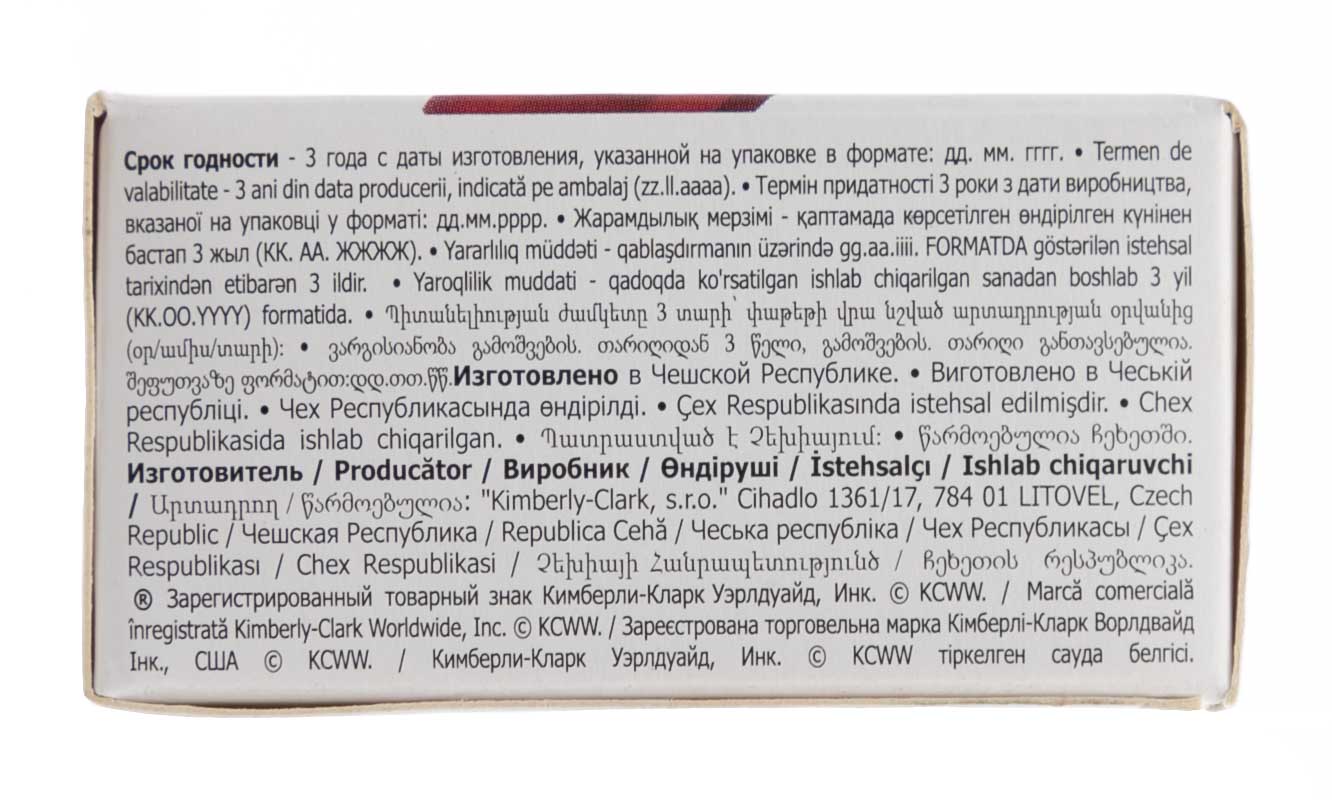 Срок годности - 3 года с даты изготовления, указанной на упаковке в формате: дд. мм. гггг. • Termen de
valabilitate - 3 ani din data producerii, indicată pe ambalaj (zz.ll.aaaa). • Термін придатності 3 роки з дати виробництва,
вказаної на упаковці у форматі: дд.мм.рррр. • Жарамдылық мерзімі - қаптамада көрсетілген өндірілген күнінен
бастап 3 жыл (КК. АА. ЖЖЖЖ). • Yararlılıq müddəti - qablaşdırmanın üzərində gg.aa.iiii. FORMATDA göstərilən istehsal
tarixindən etibarən 3 ildir. • Yaroqlilik muddati - qadoqda ko'rsatilgan ishlab chiqarilgan sanadan boshlab 3 yil
(KK.OO.YYYY) formatida. • Պիտանելիության ժամկետը 3 տարի՝ փաթեթի վրա նշված արտադրության օրվանից
(օր/ամիս/տարի): • ვარგისიანობა გამოშვების. თარიღიდან 3 წელი, გამოშვების. თარიღი განთავსებულია.
შეფუთვაზე ფორმატით:დდ.თთ.წწ.Изготовлено в Чешской Республике. • Виготовлено в Чеській
республіці. • Чех Республикасында өндірілді. • Çex Respublikasında istehsal edilmişdir. • Chex
Respublikasida ishlab chiqarilgan. • Պատրաստված է Չեխիայում: • წარმოებულია ჩეხეთში.
Изготовитель / Producător / Виробник / Өндіруші / İstehsalçı / Ishlab chiqaruvchi
/ Արտադրող / წარმოებულია: "Kimberly-Clark, s.r.o." Cihadlo 1361/17, 784 01 LITOVEL, Czech
Republic / Чешская Республика / Republica Cehă / Чеська республіка / Чех Республикасы / Çex
Respublikası / Chex Respublikasi / Չեխիայի Հանրապետությունծ / ჩეხეთის რესპუბლიკა.
® Зарегистрированный товарный знак Кимберли-Кларк Уэрлдуайд, Инк. © KCWW. / Marcă comercială
înregistrată Kimberly-Clark Worldwide, Inc. © KCWW. / Зареєстрована торговельна марка Кімберлі-Кларк Ворлдвайд
Інк., США © KCWW. / Кимберли-Кларк Уэрлдуайд, Инк. © KCWW тіркелген сауда белгісі.